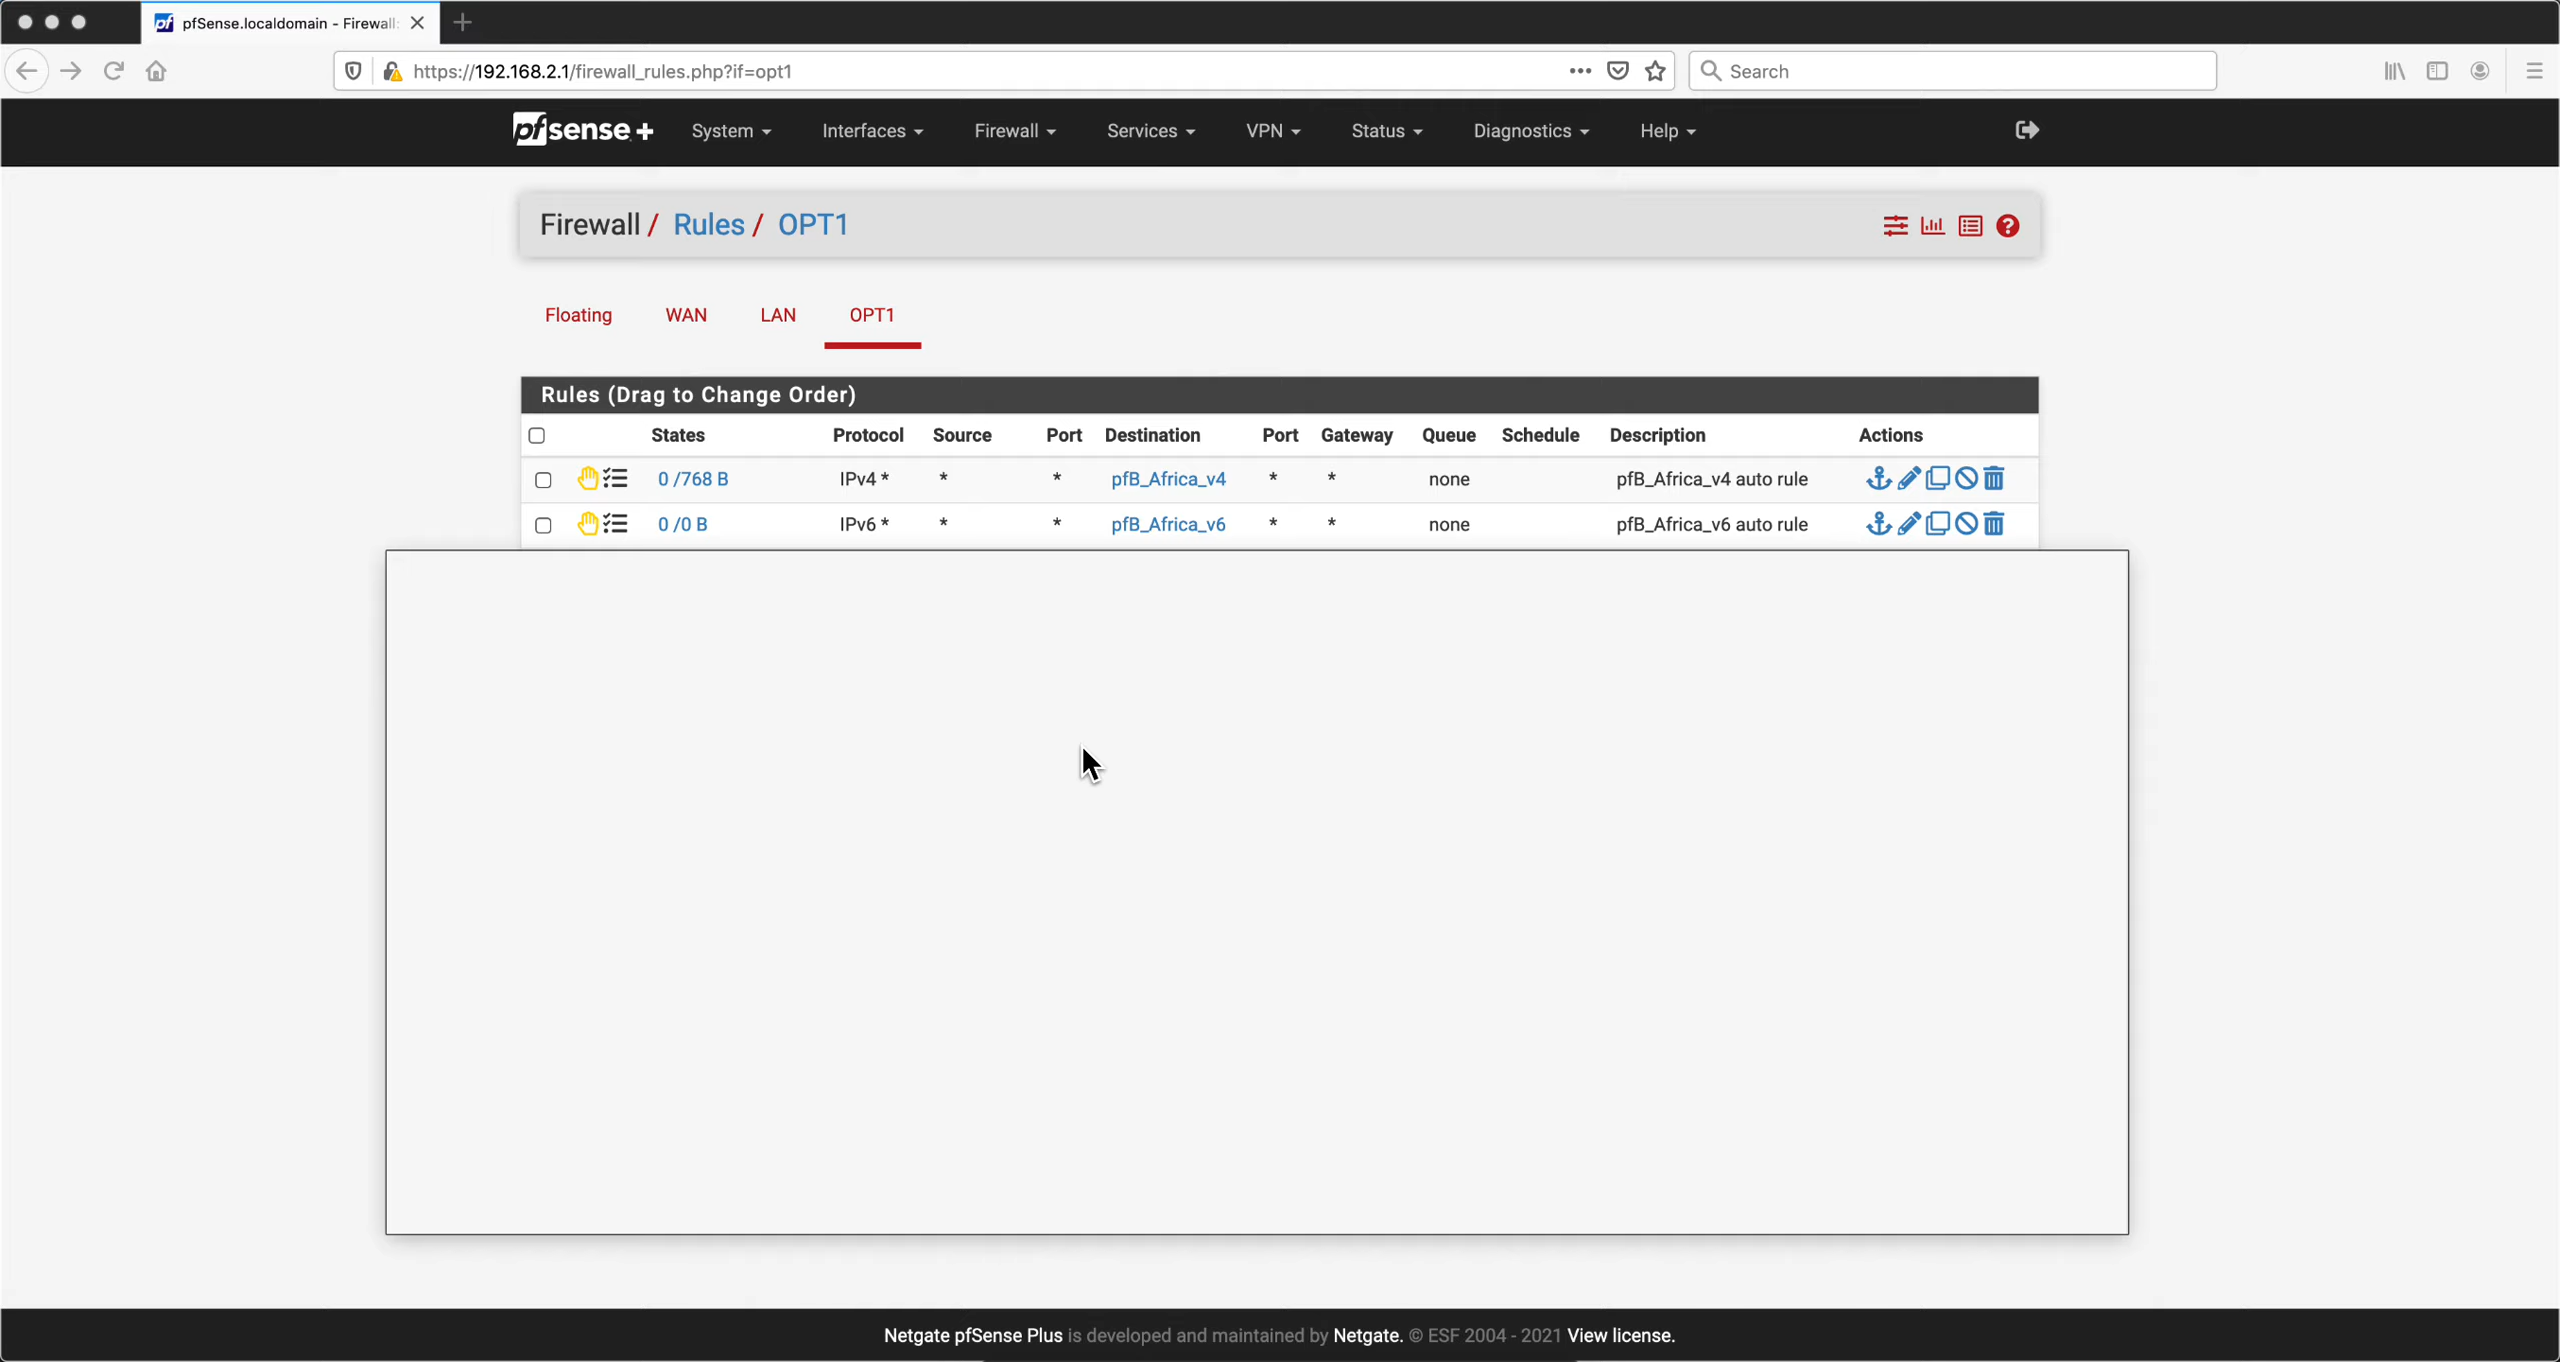 pfSense.localdomain - Firewall:
https://192.168.2.1/firewall_rules.php?if=opt1
Search
pfsense +
System
Interfaces
Firewall
Services
VPN
Status
Diagnostics
Help
Firewall / Rules / OPT1
Floating
WAN
LAN
OPT1
Rules (Drag to Change Order)
States Protocol Source Port Destination Port Gateway Queue Schedule Description Actions
0 /768 B IPv4 * * * pfB_Africa_v4 * * none pfB_Africa_v4 auto rule
0 /0 B IPv6 * * * pfB_Africa_v6 * * none pfB_Africa_v6 auto rule
Netgate pfSense Plus is developed and maintained by Netgate. © ESF 2004 - 2021 View license.